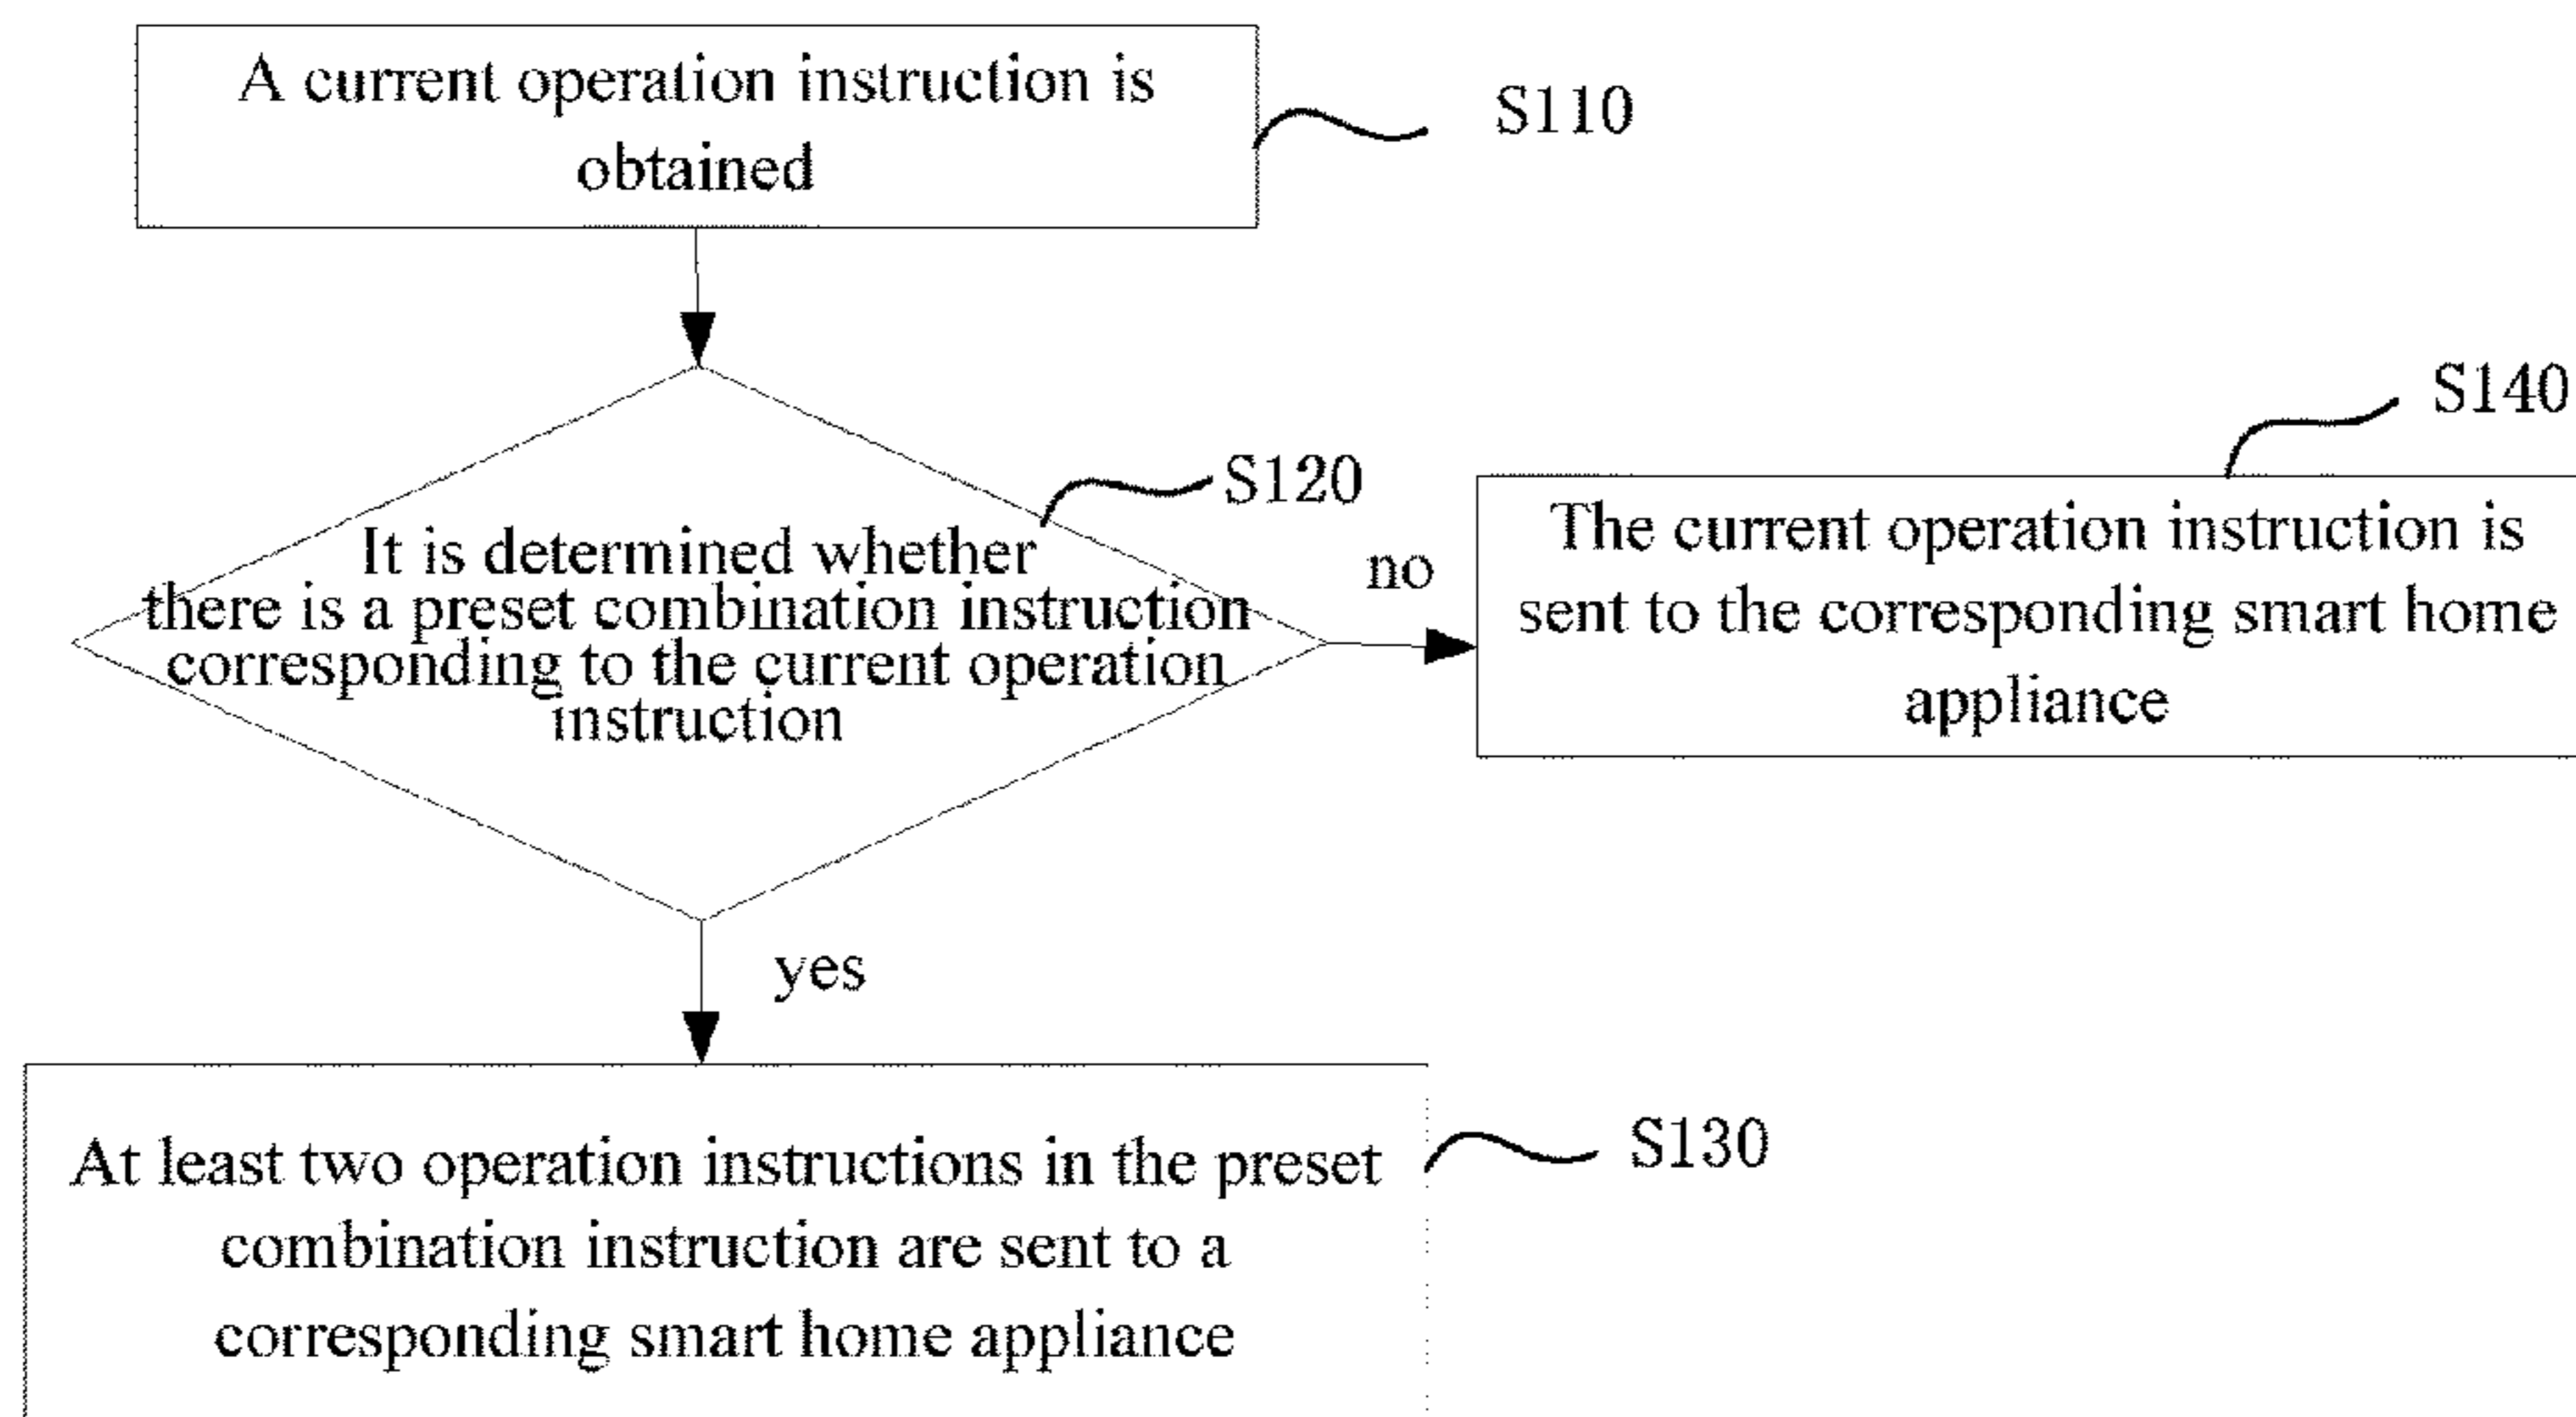 A current operation instruction is
obtained
S110
S120
It is determined whether
there is a preset combination instruction
corresponding to the current operation
instruction
no
S140
The current operation instruction is
sent to the corresponding smart home
appliance
yes
At least two operation instructions in the preset
combination instruction are sent to a
corresponding smart home appliance
S130